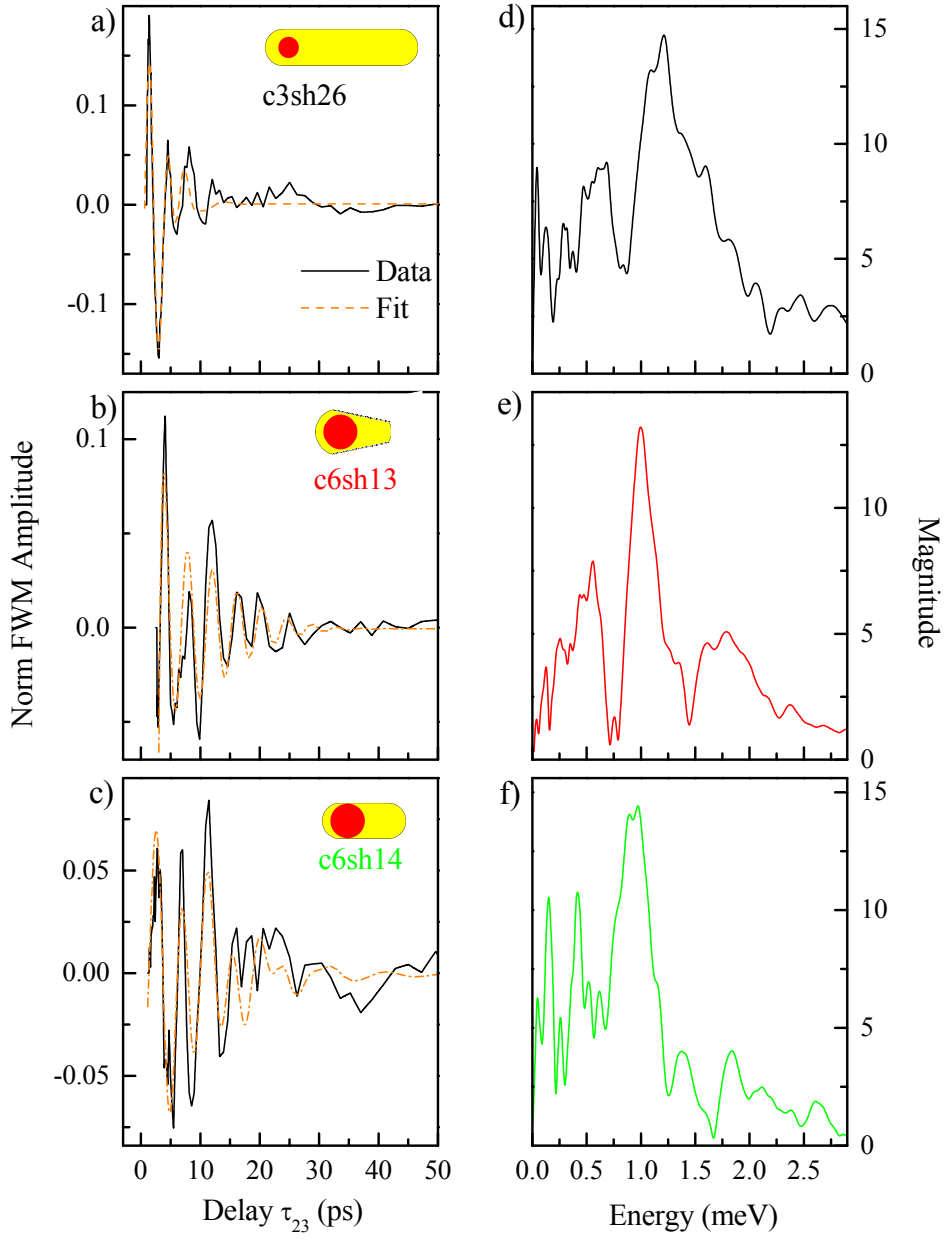 a)
c3sh26
Data
Fit
0.1
0.0
-0.1
b)
c6sh13
0.1
0.0
c)
c6sh14
0.05
0.00
-0.05
0 10 20 30 40 50
Delay τ23 (ps)
Norm FWM Amplitude
d)
15
10
5
0
e)
10
5
0
f)
15
10
5
0
0.0 0.5 1.0 1.5 2.0 2.5
Energy (meV)
Magnitude